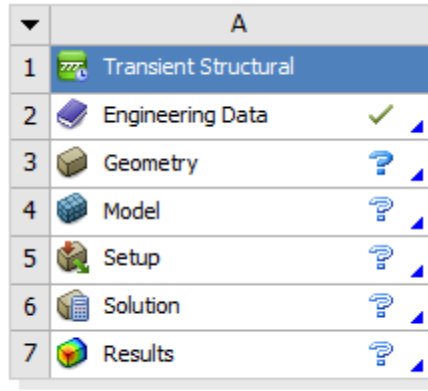 A
1 Transient Structural
2 Engineering Data
3 Geometry ?
4 Model ?
5 Setup ?
6 Solution ?
7 Results ?